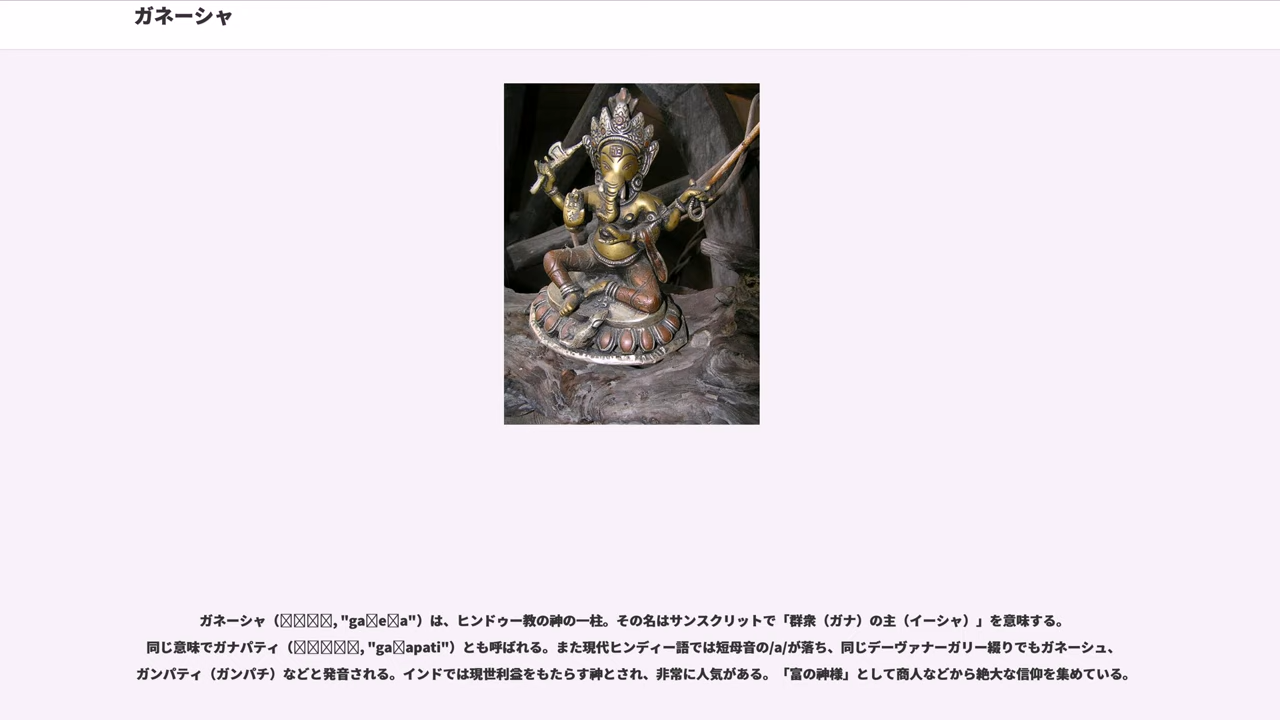 ガネーシャ
ガネーシャ（, "gaea"）は、ヒンドゥー教の神の一柱。その名はサンスクリットで「群衆（ガナ）の主（イーシャ）」を意味する。
同じ意味でガナパティ（, "gaapati"）とも呼ばれる。また現代ヒンディー語では短母音の/a/が落ち、同じデーヴァナーガリー綴りでもガネーシュ、
ガンパティ（ガンパチ）などと発音される。インドでは現世利益をもたらす神とされ、非常に人気がある。「富の神様」として商人などから絶大な信仰を集めている。